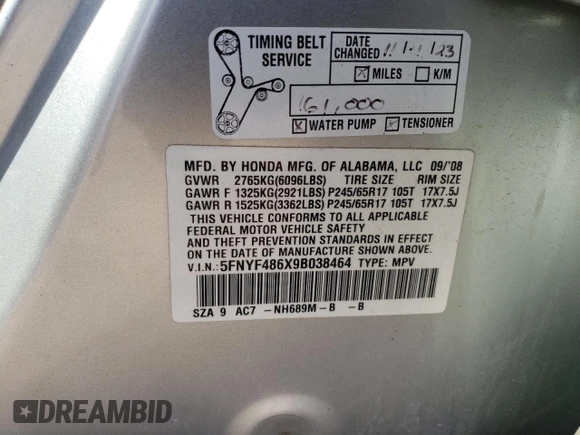 TIMING BELT SERVICE
DATE CHANGED 11/1/123
☒ MILES ☐ K/M
161,000
☒ WATER PUMP ☑ TENSIONER
MFD. BY HONDA MFG. OF ALABAMA, LLC 09/'08
GVWR 2765KG(6096LBS) TIRE SIZE RIM SIZE
GAWR F 1325KG(2921LBS) P245/65R17 105T 17X7.5J
GAWR R 1525KG(3362LBS) P245/65R17 105T 17X7.5J
THIS VEHICLE CONFORMS TO ALL APPLICABLE
FEDERAL MOTOR VEHICLE SAFETY
AND THEFT PREVENTION STANDARDS IN EFFECT
ON THE DATE OF MANUFACTURE SHOWN ABOVE.
V.I.N.: 5FNYF486X9B038464 TYPE: MPV
SZA 9 AC7 -NH689M-B -B
DREAMBID